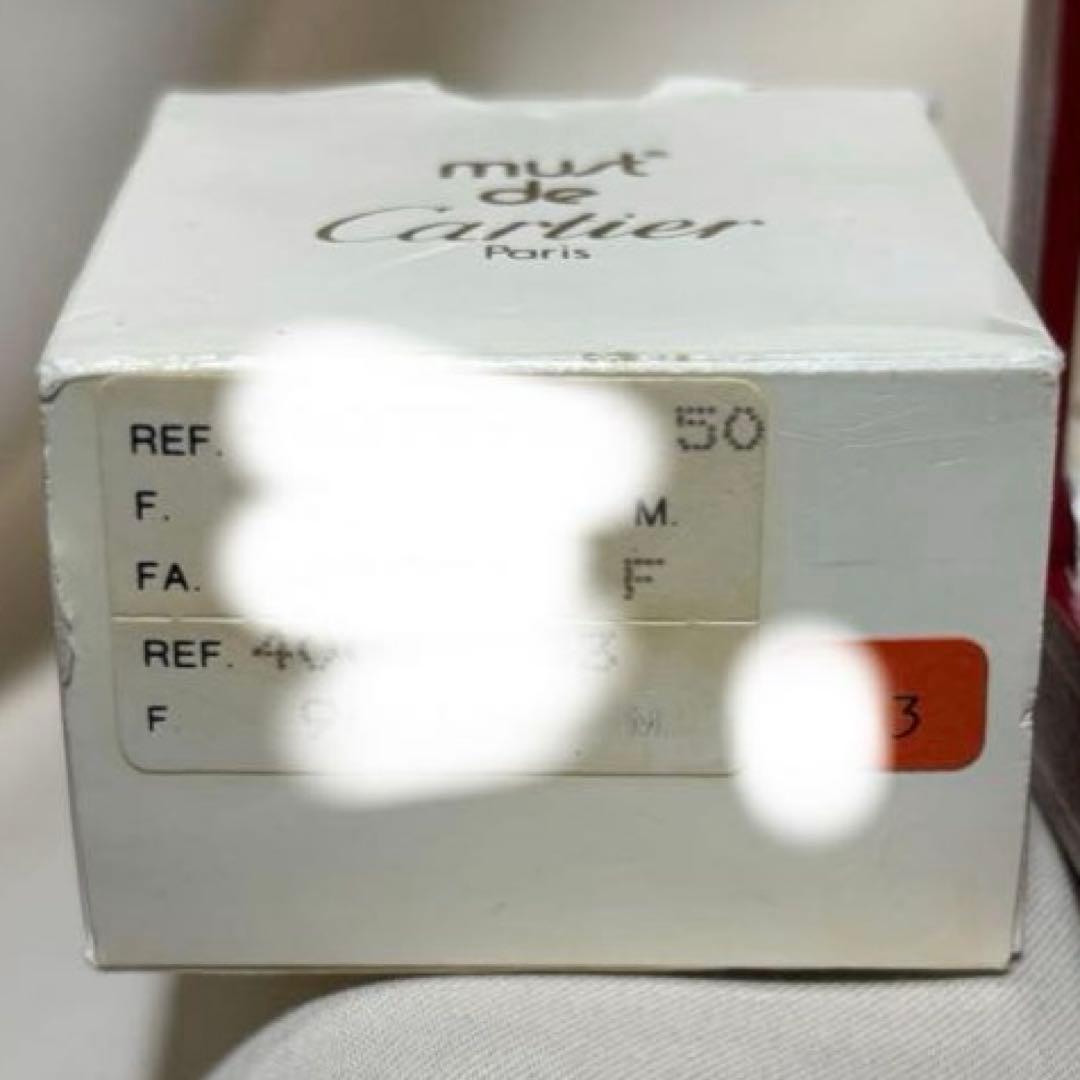 must
de
Cartier
Paris
REF. 50
F. M.
FA. F
REF.
F. M.
3